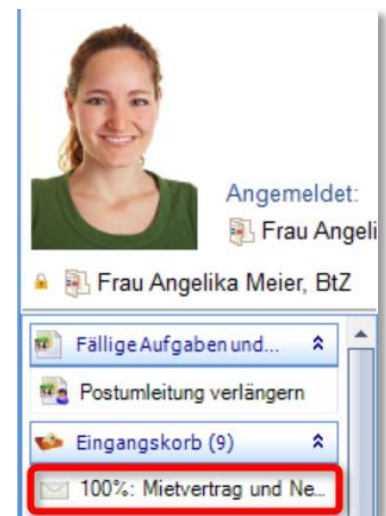 Angemeldet:
Frau Angeli
Frau Angelika Meier, BtZ
Fällige Aufgaben und...
Postumleitung verlängern
Eingangskorb (9)
100%: Mietvertrag und Ne...